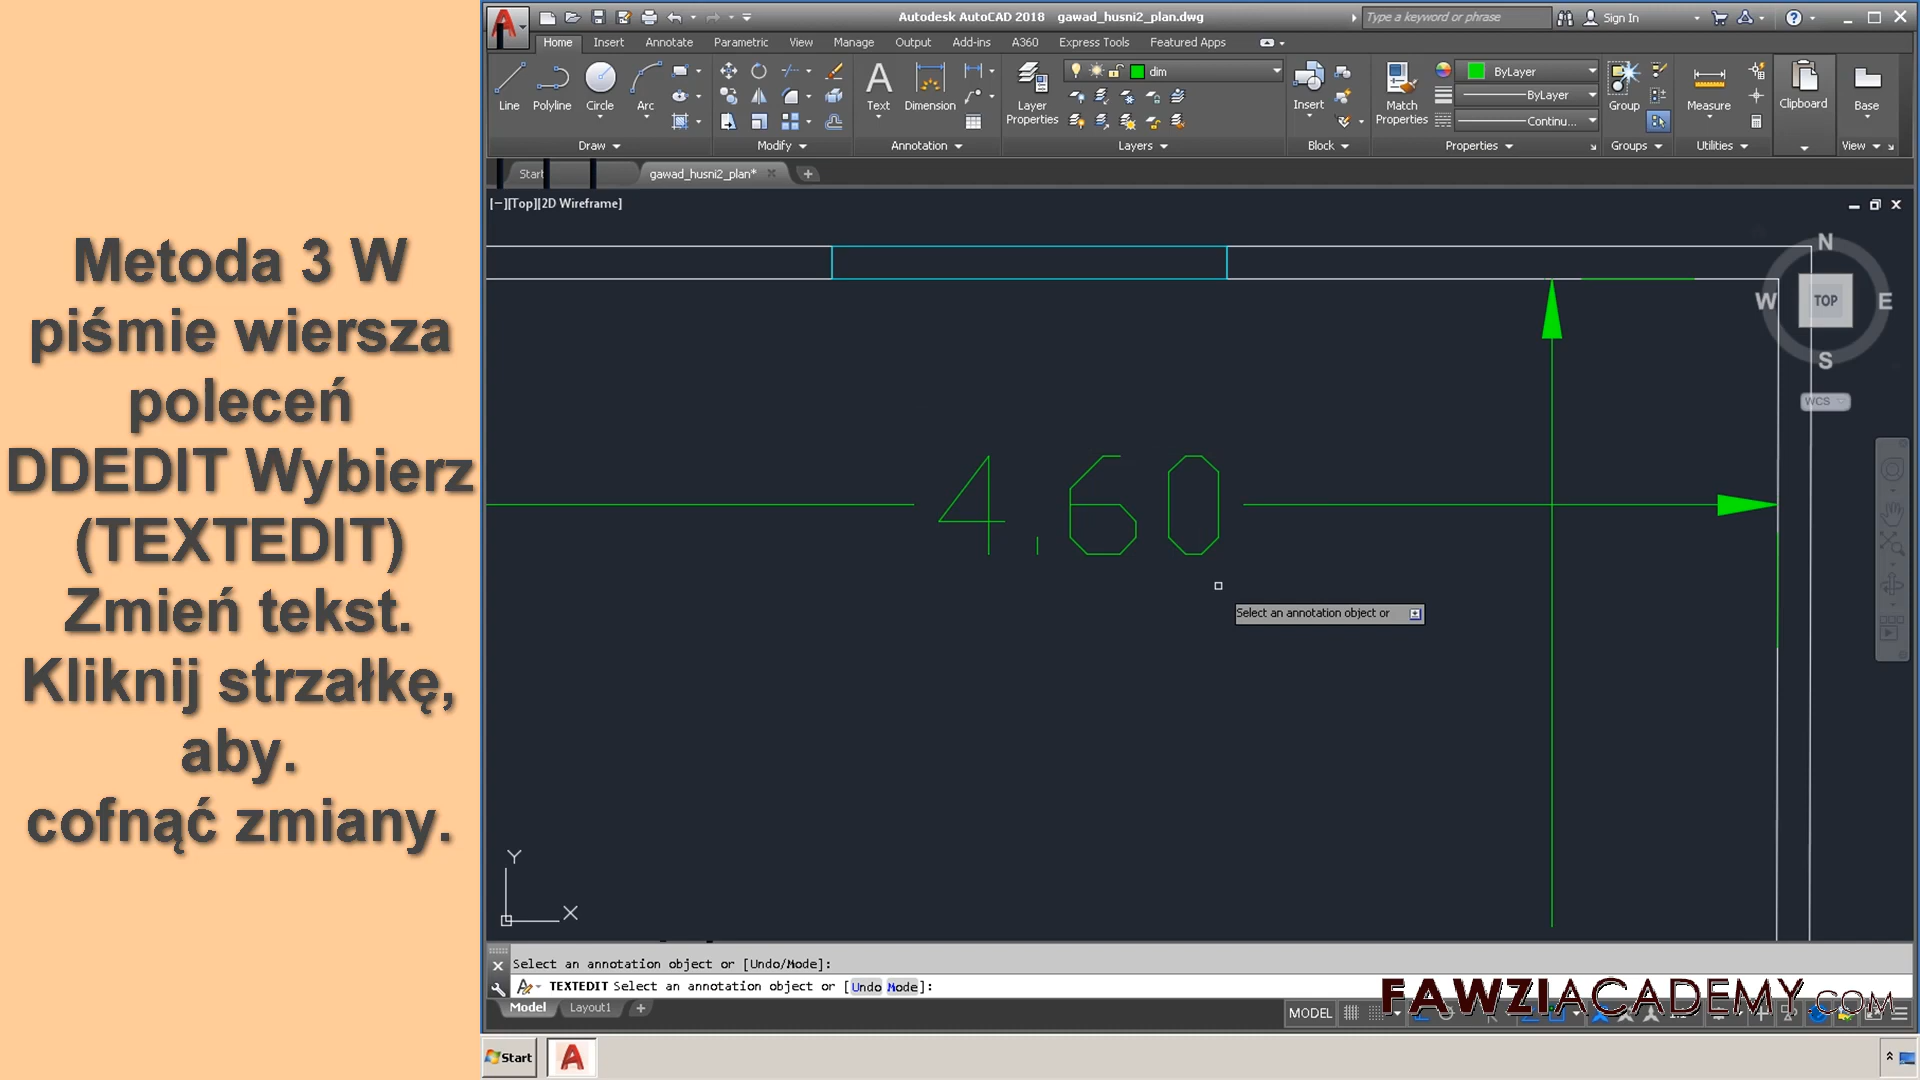 Metoda 3 W
piśmie wiersza
poleceń
DDEDIT Wybierz
(TEXTEDIT)
Zmień tekst.
Kliknij strzałkę,
aby.
cofnąć zmiany.
Autodesk AutoCAD 2018 gawad_husni2_plan.dwg
Type a keyword or phrase
Sign In
Home Insert Annotate Parametric View Manage Output Add-ins A360 Express Tools Featured Apps
Line Polyline Circle Arc
Draw
Modify
Text Dimension
Annotation
Layer Properties
dim
Layers
Insert
Block
Match Properties
ByLayer
ByLayer
Continu...
Properties
Group
Groups
Measure
Utilities
Clipboard
Base
View
Start
gawad_husni2_plan*
[−][Top][2D Wireframe]
N
W TOP E
S
WCS
4,60
Select an annotation object or
Y
X
Select an annotation object or [Undo/Mode]:
TEXTEDIT Select an annotation object or [Undo Mode]:
Model Layout1
MODEL
FAWZIACADEMY.COM
Start